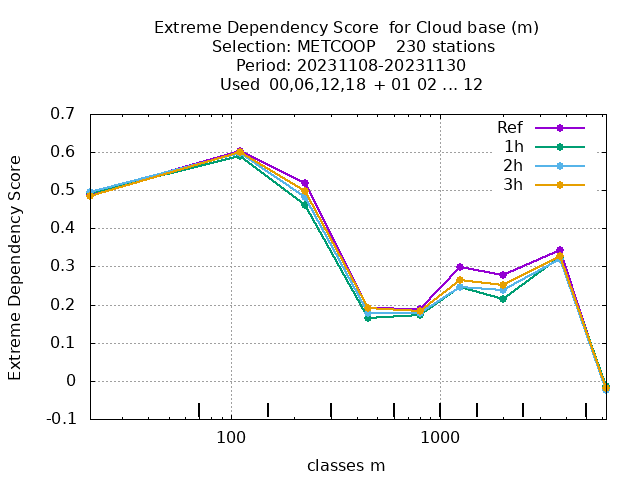 Extreme Dependency Score  for Cloud base (m)
Selection: METCOOP    230 stations
Period: 20231108-20231130
Used  00,06,12,18  + 01 02 ... 12
Extreme Dependency Score
0.7
0.6
0.5
0.4
0.3
0.2
0.1
0
-0.1
Ref
1h
2h
3h
100
1000
classes m